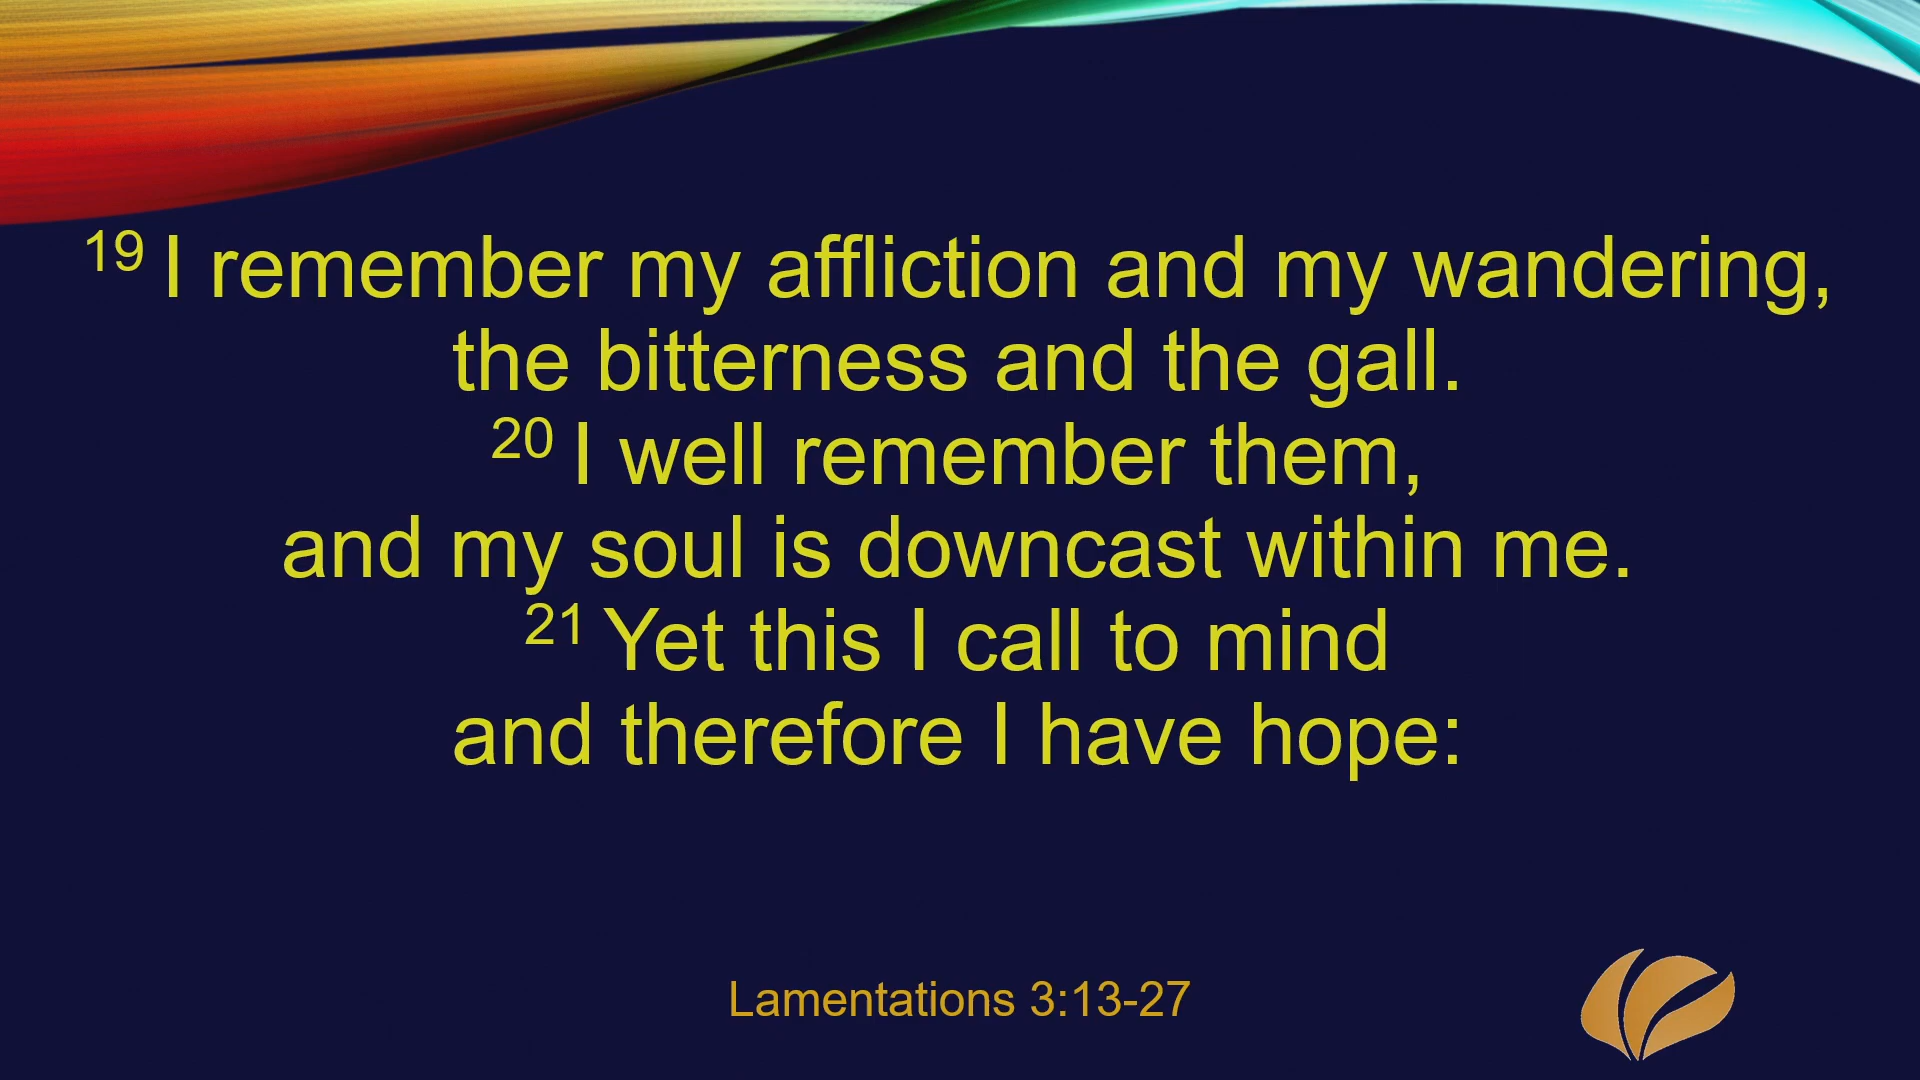 19 I remember my affliction and my wandering,
the bitterness and the gall.
20 I well remember them,
and my soul is downcast within me.
21 Yet this I call to mind
and therefore I have hope:
Lamentations 3:13-27